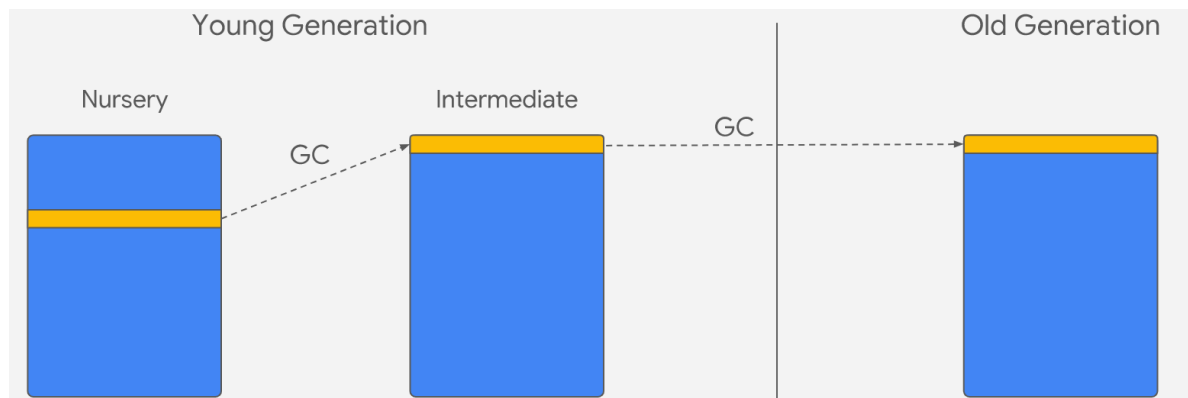 Young Generation
Old Generation
Nursery
Intermediate
GC
GC